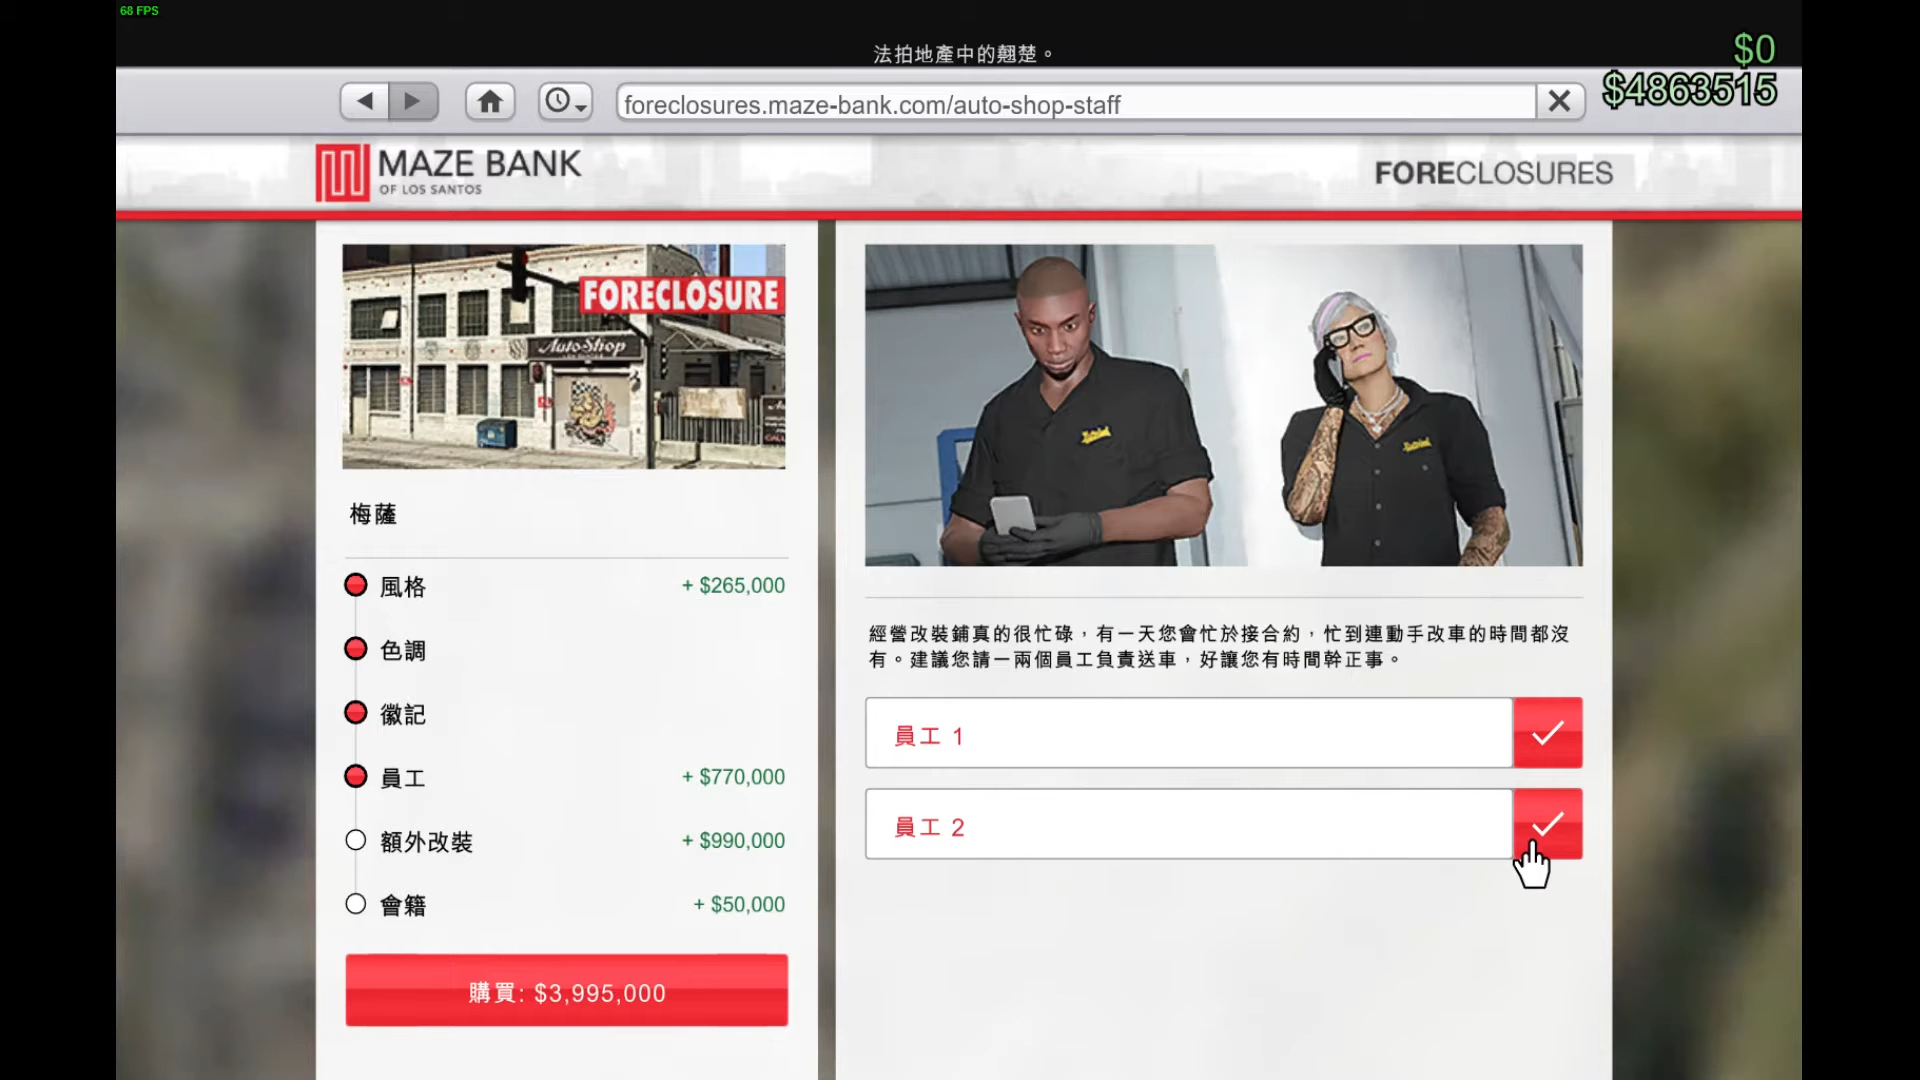 68 FPS
法拍地產中的翹楚。
$0
$4863515
foreclosures.maze-bank.com/auto-shop-staff
MAZE BANK
OF LOS SANTOS
FORECLOSURES
FORECLOSURE
AutoShop
梅薩
風格 + $265,000
色調
徽記
員工 + $770,000
額外改裝 + $990,000
會籍 + $50,000
購買: $3,995,000
經營改裝鋪真的很忙碌，有一天您會忙於接合約，忙到連動手改車的時間都沒
有。建議您請一兩個員工負責送車，好讓您有時間幹正事。
員工 1
員工 2